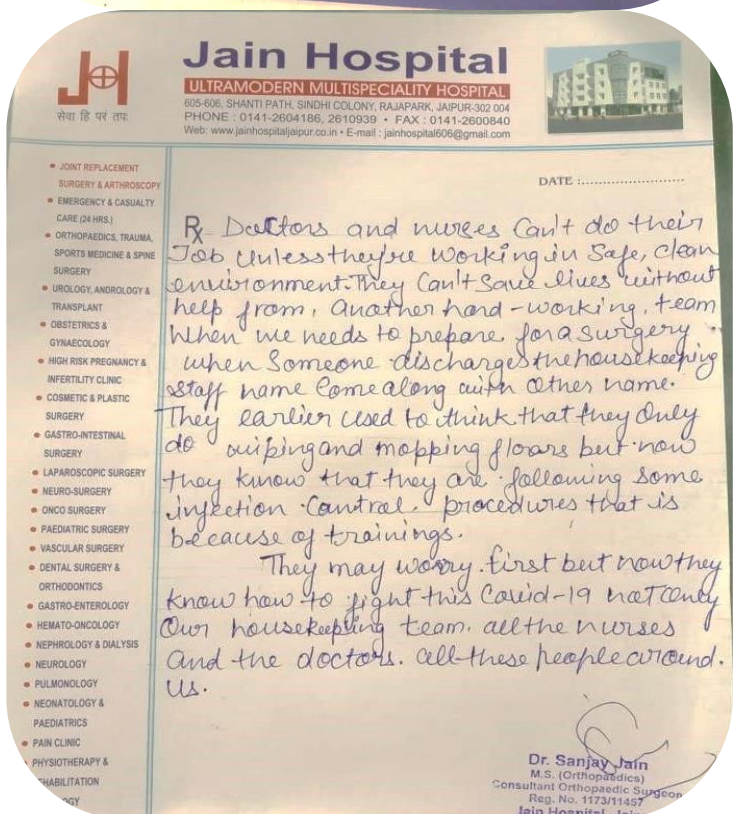 JH
सेवा हि परं तपः
Jain Hospital
ULTRAMODERN MULTISPECIALITY HOSPITAL
605-606, SHANTI PATH, SINDHI COLONY, RAJAPARK, JAIPUR-302 004
PHONE : 0141-2604186, 2610939 • FAX : 0141-2600840
Web: www.jainhospitaljaipur.co.in • E-mail : jainhospital606@gmail.com
DATE :........................
• JOINT REPLACEMENT
SURGERY & ARTHROSCOPY
• EMERGENCY & CASUALTY
CARE (24 HRS.)
• ORTHOPAEDICS, TRAUMA,
SPORTS MEDICINE & SPINE
SURGERY
• UROLOGY, ANDROLOGY &
TRANSPLANT
• OBSTETRICS &
GYNAECOLOGY
• HIGH RISK PREGNANCY &
INFERTILITY CLINIC
• COSMETIC & PLASTIC
SURGERY
• GASTRO-INTESTINAL
SURGERY
• LAPAROSCOPIC SURGERY
• NEURO-SURGERY
• ONCO SURGERY
• PAEDIATRIC SURGERY
• VASCULAR SURGERY
• DENTAL SURGERY &
ORTHODONTICS
• GASTRO-ENTEROLOGY
• HEMATO-ONCOLOGY
• NEPHROLOGY & DIALYSIS
• NEUROLOGY
• PULMONOLOGY
• NEONATOLOGY &
PAEDIATRICS
• PAIN CLINIC
PHYSIOTHERAPY &
EHABILITATION
OGY
Rx Doctors and nurses Can't do their
Job unless they're working in Safe, clean
environment. They Can't Save lives without
help from, another hard-working, team
When we needs to prepare for a surgery
when Someone discharges the housekeeping
staff name Come along with other name.
They earlier used to think that they Only
do wiping and mopping floors but now
they know that they are following some
injection Control procedures that is
because of trainings.
They may worry first but now they
know how to fight this Covid-19 not only
Our housekeeping team. all the nurses
and the doctors. all these people around.
us.
Dr. Sanjay Jain
M.S. (Orthopaedics)
Consultant Orthopaedic Surgeon
Reg. No. 1173/11457
Jain Hospital, Jaipur